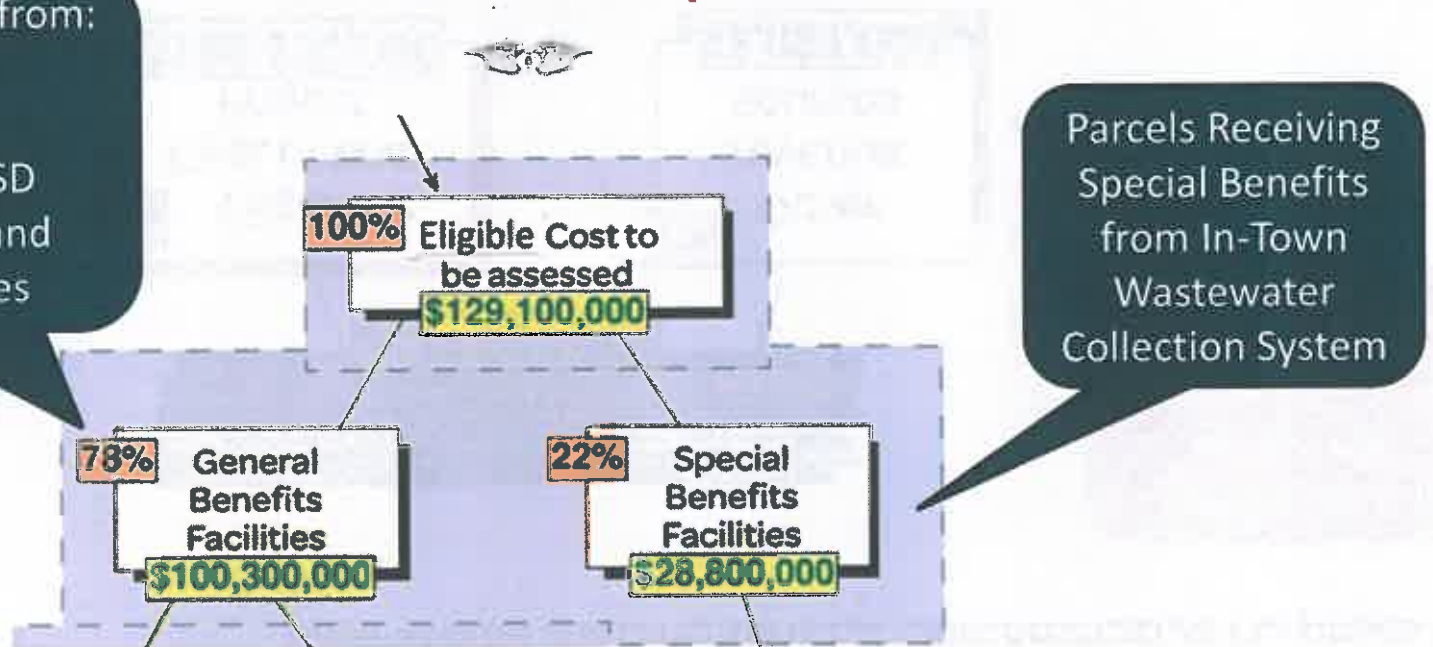 from:
SD
and
es
100%
Eligible Cost to
be assessed
$129,100,000
Parcels Receiving
Special Benefits
from In-Town
Wastewater
Collection System
78%
General
Benefits
Facilities
$100,300,000
22%
Special
Benefits
Facilities
$28,800,000